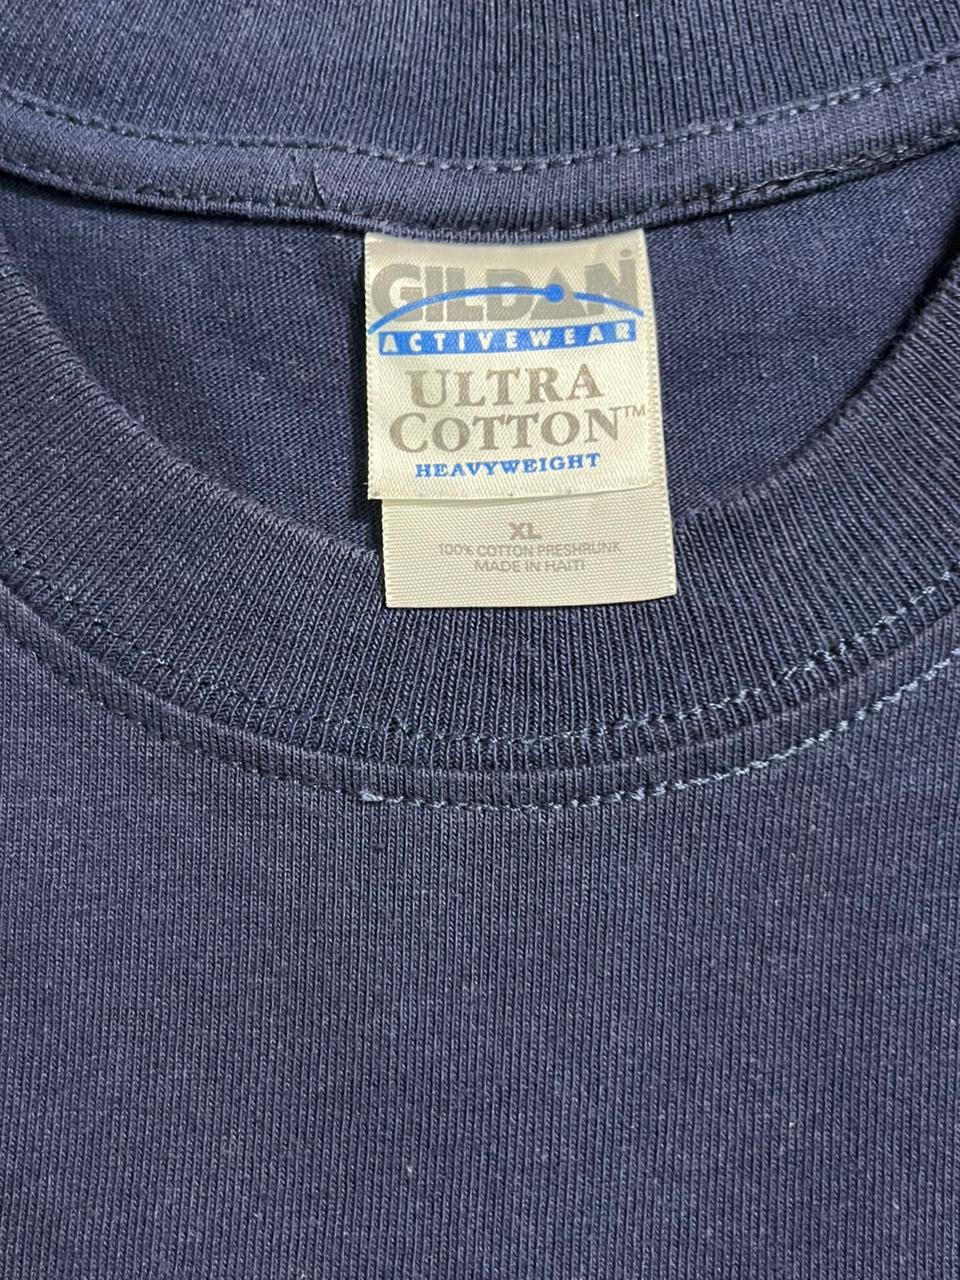 GILDAN®
ACTIVEWEAR
ULTRA
COTTON™
HEAVYWEIGHT
XL
100% COTTON PRESHRUNK
MADE IN HAITI